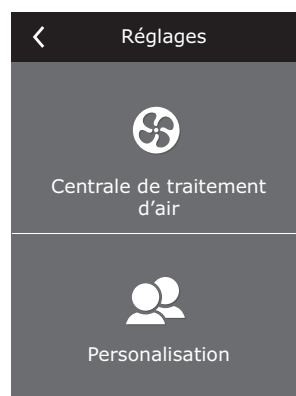 Réglages
Centrale de traitement
d'air
Personalisation